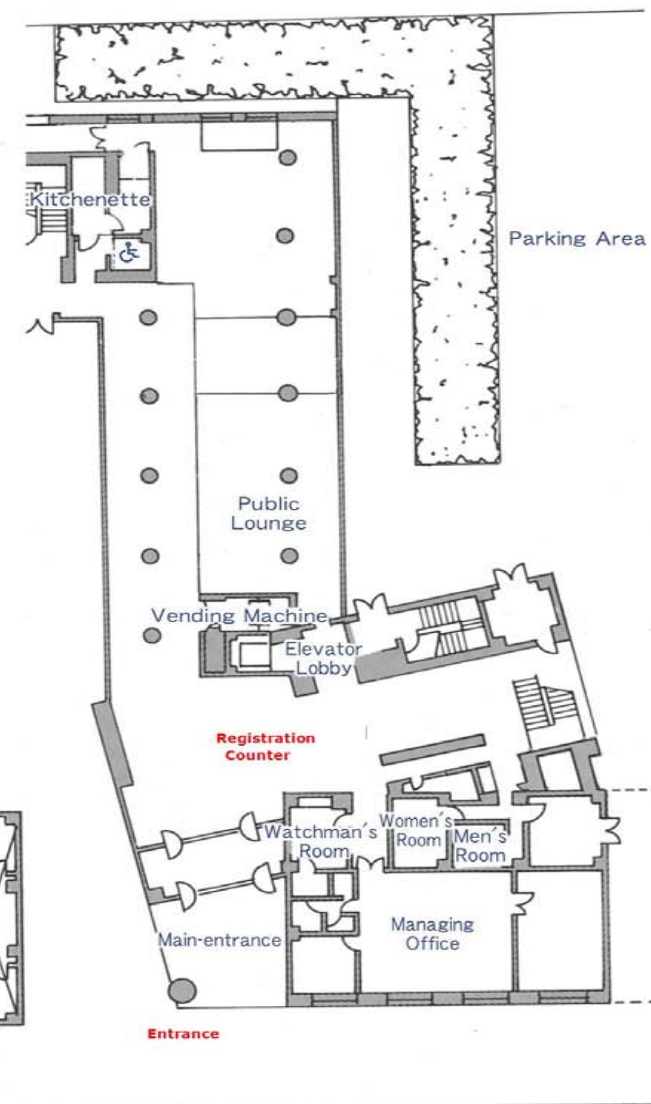 Kitchenette
Parking Area
Public
Lounge
Vending Machine
Elevator
Lobby
Registration
Counter
Watchman's
Room
Women's
Room
Men's
Room
Main-entrance
Managing
Office
Entrance